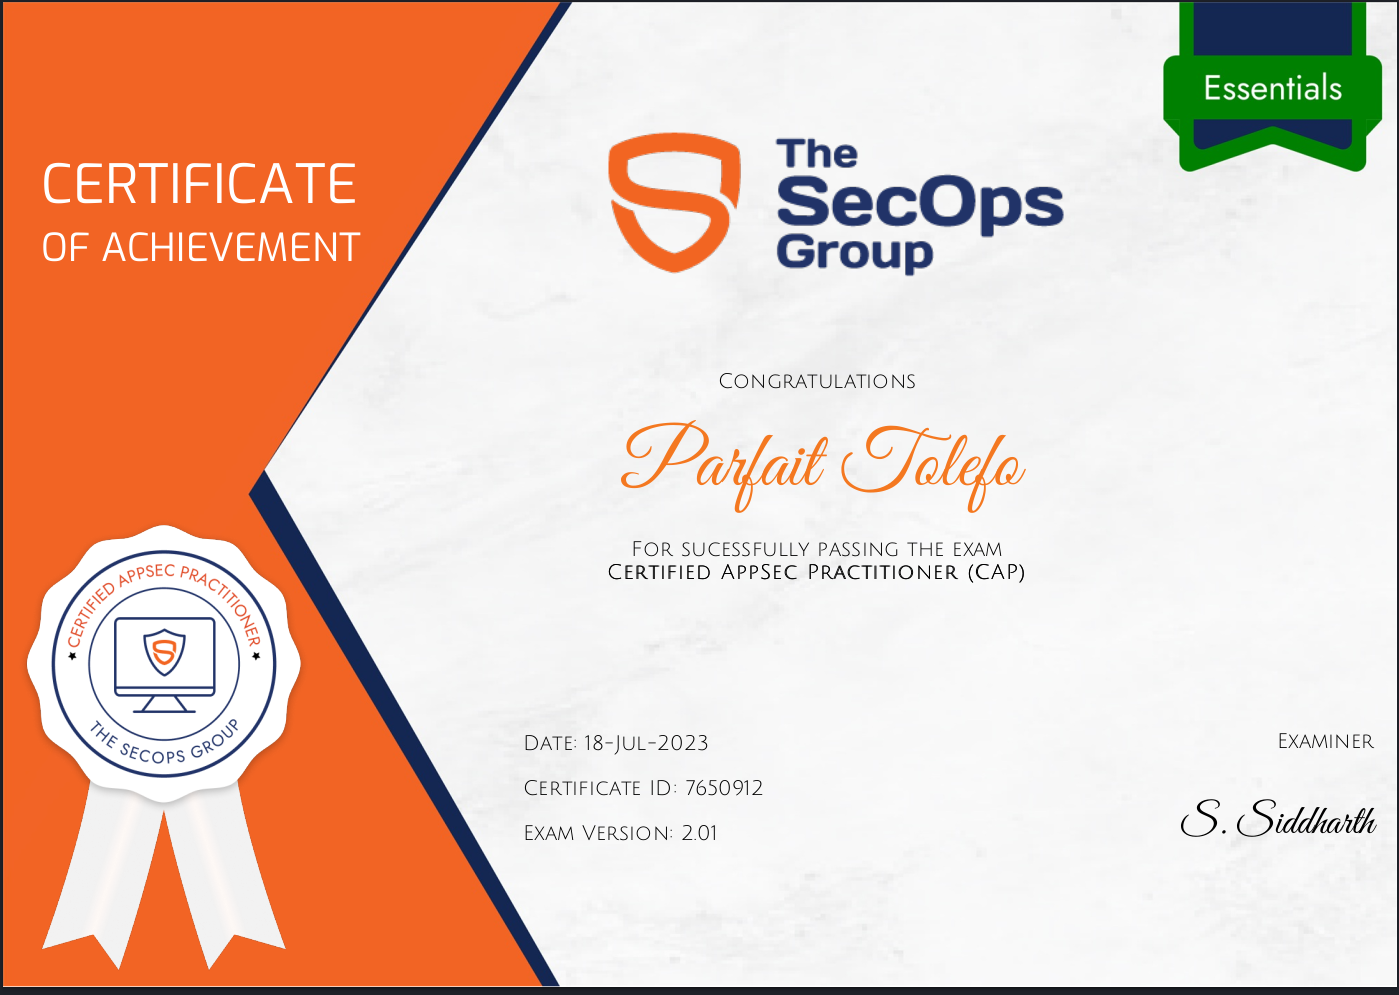 Essentials
CERTIFICATE
OF ACHIEVEMENT
The
SecOps
Group
Congratulations
Parfait Tolefo
For sucessfully passing the exam
Certified AppSec Practitioner (CAP)
CERTIFIED APPSEC PRACTITIONER
THE SECOPS GROUP
Date: 18-Jul-2023
Certificate ID: 7650912
Exam Version: 2.01
Examiner
S. Siddharth